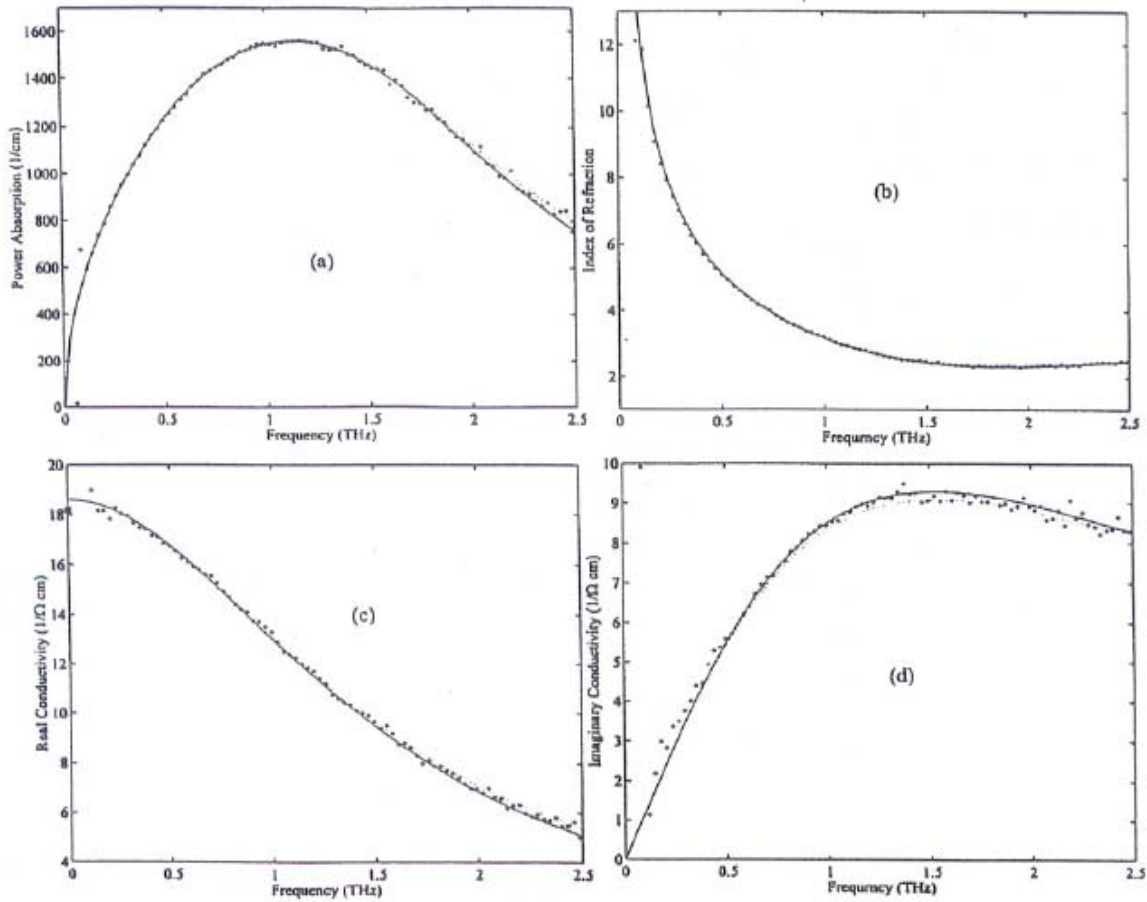 1600
1400
1200
1000
800
600
400
200
0
Power Absorption (1/cm)
(a)
0 0.5 1 1.5 2 2.5
Frequency (THz)
12
10
8
6
4
2
Index of Refraction
(b)
0 0.5 1 1.5 2 2.5
Frequrncy (THz)
20
18
16
14
12
10
8
6
4
Real Conductivity (1/Ω cm)
(c)
0 0.5 1 1.5 2 2.5
Frequency (THz)
10
9
8
7
6
5
4
3
2
1
0
Imaginary Conductivity (1/Ω cm)
(d)
0 0.5 1 1.5 2 2.5
Frequrncy (THz)